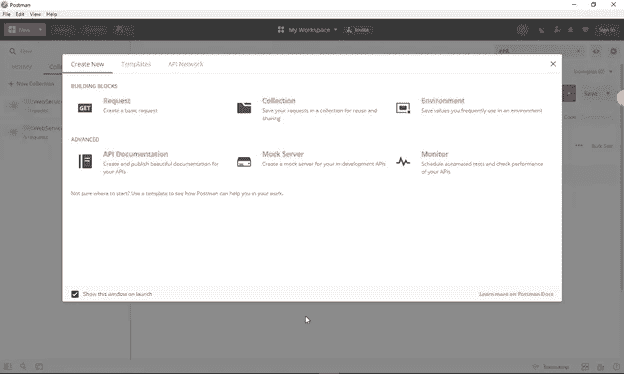 Postman
File Edit View Help
New
My Workspace
Invite
Sign In
Create New Templates API Network
BUILDING BLOCKS
Request
Create a basic request
Collection
Save your requests in a collection for reuse and
sharing
Environment
Save values you frequently use in an environment
ADVANCED
API Documentation
Create and publish beautiful documentation for
your APIs
Mock Server
Create a mock server for your in-development APIs
Monitor
Schedule automated tests and check performance
of your APIs
Not sure where to start? Use a template to see how Postman can help you in your work.
Show this window on launch
Learn more on Postman Docs
New Collection
Save
Bulk Edit